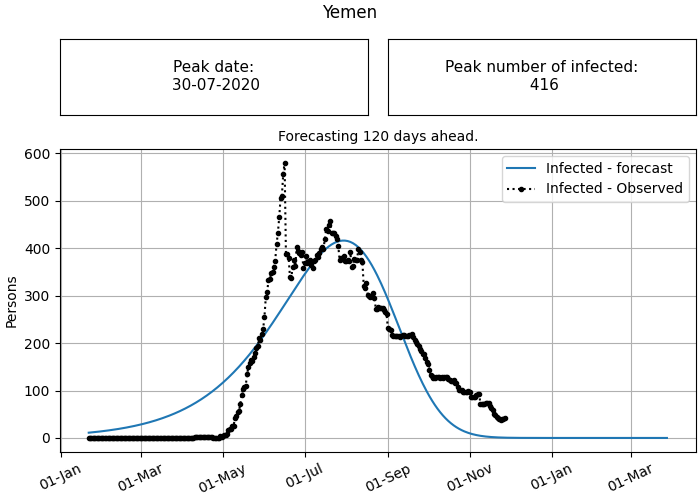 Yemen
Peak date:
30-07-2020
Peak number of infected:
416
Forecasting 120 days ahead.
Infected - forecast
Infected - Observed
Persons
600
500
400
300
200
100
0
01-Jan
01-Mar
01-May
01-Jul
01-Sep
01-Nov
01-Jan
01-Mar